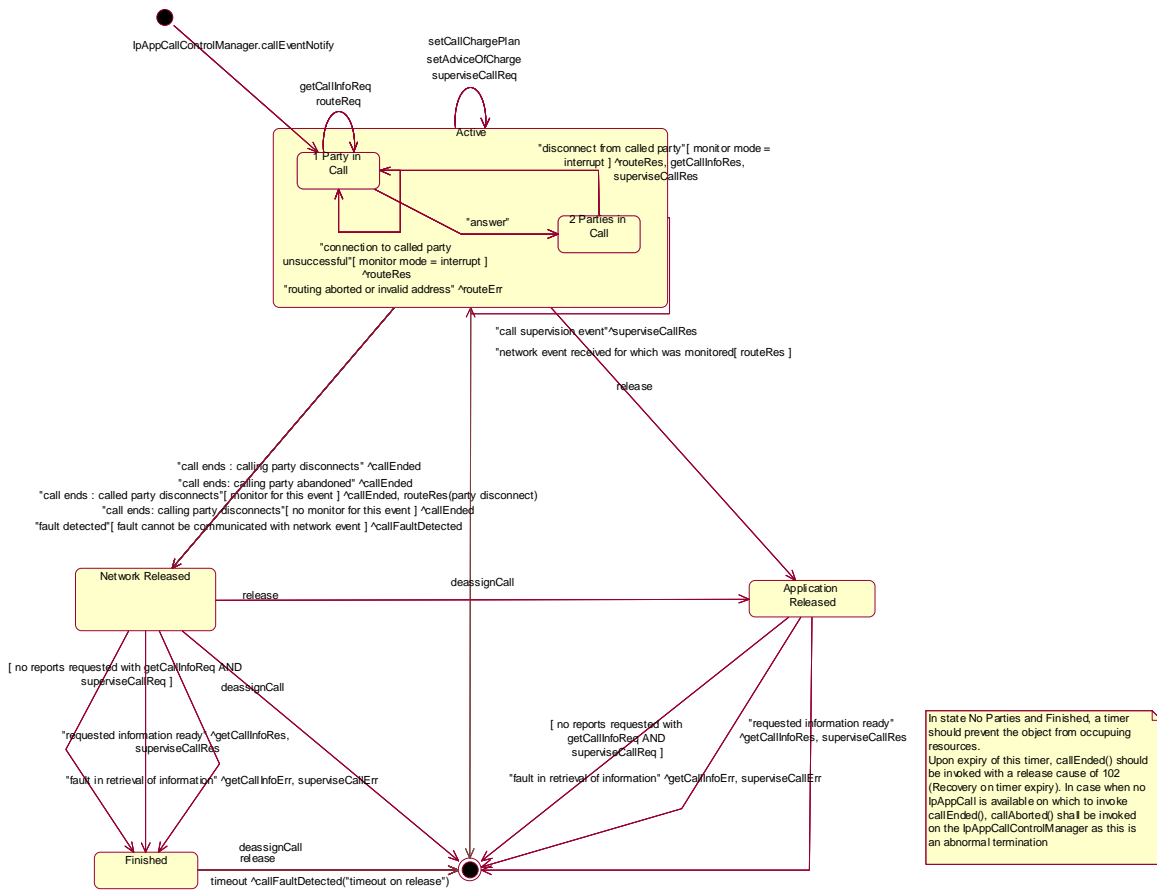 IpAppCallControlManager.callEventNotify
setCallChargePlan
setAdviceOfCharge
superviseCallReq
getCallInfoReq
routeReq
Active
1 Party in
Call
"disconnect from called party"[ monitor mode =
interrupt ] ^routeRes, getCallInfoRes,
superviseCallRes
"answer"
2 Parties in
Call
"connection to called party
unsuccessful"[ monitor mode = interrupt ]
^routeRes
"routing aborted or invalid address" ^routeErr
"call supervision event"^superviseCallRes
"network event received for which was monitored[ routeRes ]
release
"call ends : calling party disconnects" ^callEnded
"call ends: calling party abandoned" ^callEnded
"call ends : called party disconnects"[ monitor for this event ] ^callEnded, routeRes(party disconnect)
"call ends: calling party disconnects"[ no monitor for this event ] ^callEnded
"fault detected"[ fault cannot be communicated with network event ] ^callFaultDetected
Network Released
release
deassignCall
Application
Released
[ no reports requested with getCallInfoReq AND
superviseCallReq ]
deassignCall
"requested information ready" ^getCallInfoRes,
superviseCallRes
"fault in retrieval of information" ^getCallInfoErr, superviseCallErr
[ no reports requested with
getCallInfoReq AND
superviseCallReq ]
"requested information ready"
^getCallInfoRes, superviseCallRes
"fault in retrieval of information" ^getCallInfoErr, superviseCallErr
In state No Parties and Finished, a timer
should prevent the object from occupuing
resources.
Upon expiry of this timer, callEnded() should
be invoked with a release cause of 102
(Recovery on timer expiry). In case when no
IpAppCall is available on which to invoke
callEnded(), callAborted() shall be invoked
on the IpAppCallControlManager as this is
an abnormal termination
Finished
deassignCall
release
timeout ^callFaultDetected("timeout on release")